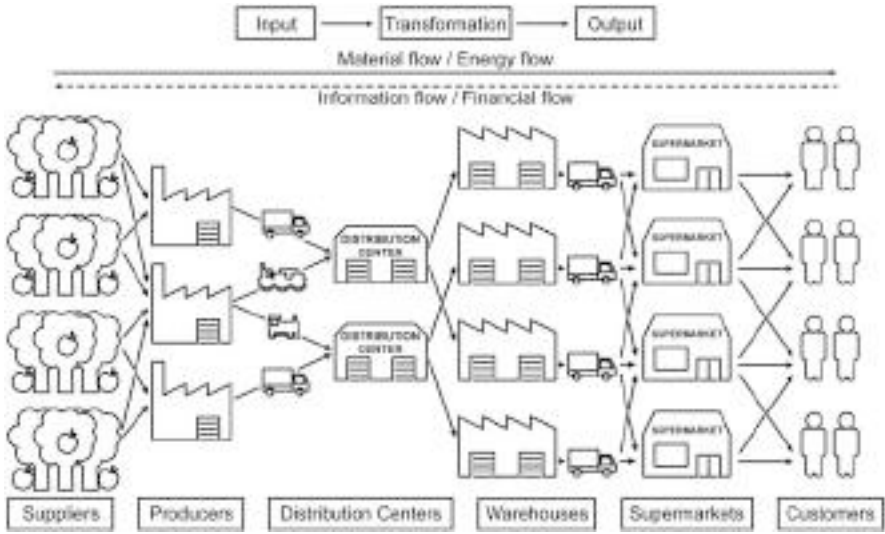 Input
Transformation
Output
Material flow / Energy flow
Information flow / Financial flow
SUPERMARKET
DISTRIBUTION
CENTER
SUPERMARKET
DISTRIBUTION
CENTER
SUPERMARKET
SUPERMARKET
Suppliers
Producers
Distribution Centers
Warehouses
Supermarkets
Customers